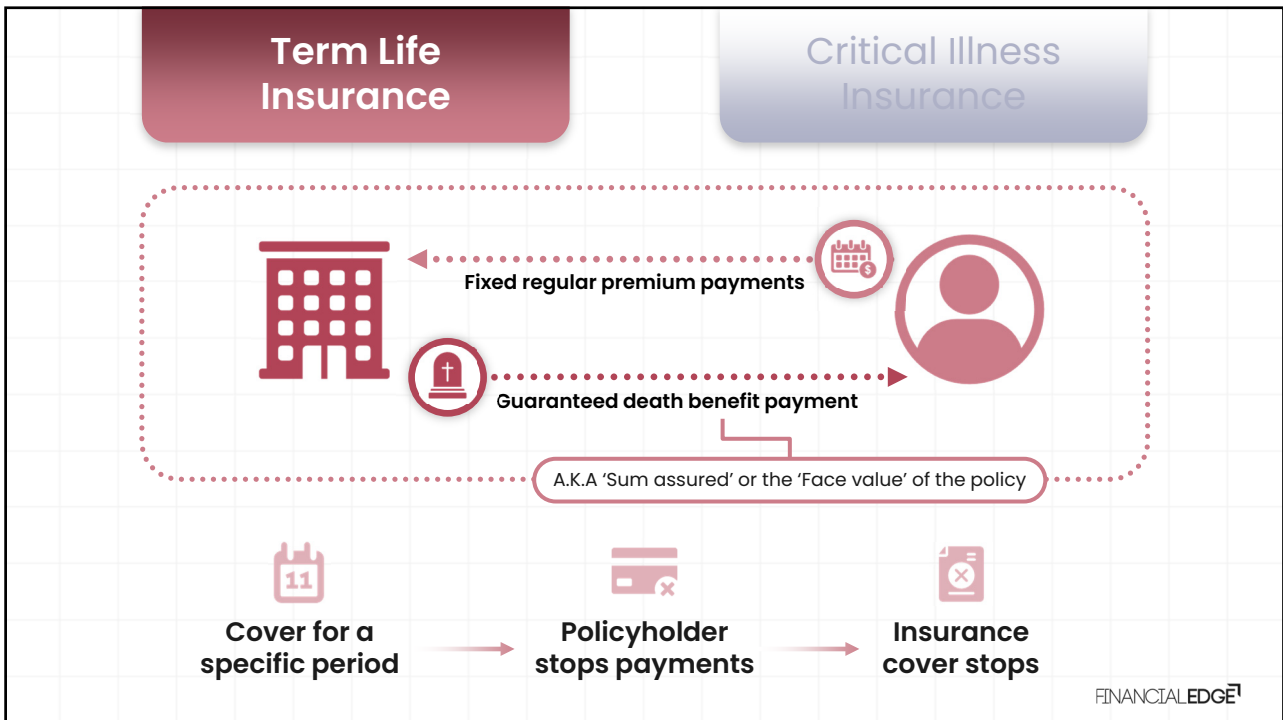 Term Life
Insurance
Critical Illness
Insurance
Fixed regular premium payments
Guaranteed death benefit payment
A.K.A ‘Sum assured’ or the ‘Face value’ of the policy
11
Cover for a
specific period
Policyholder
stops payments
Insurance
cover stops
FINANCIALEDGE